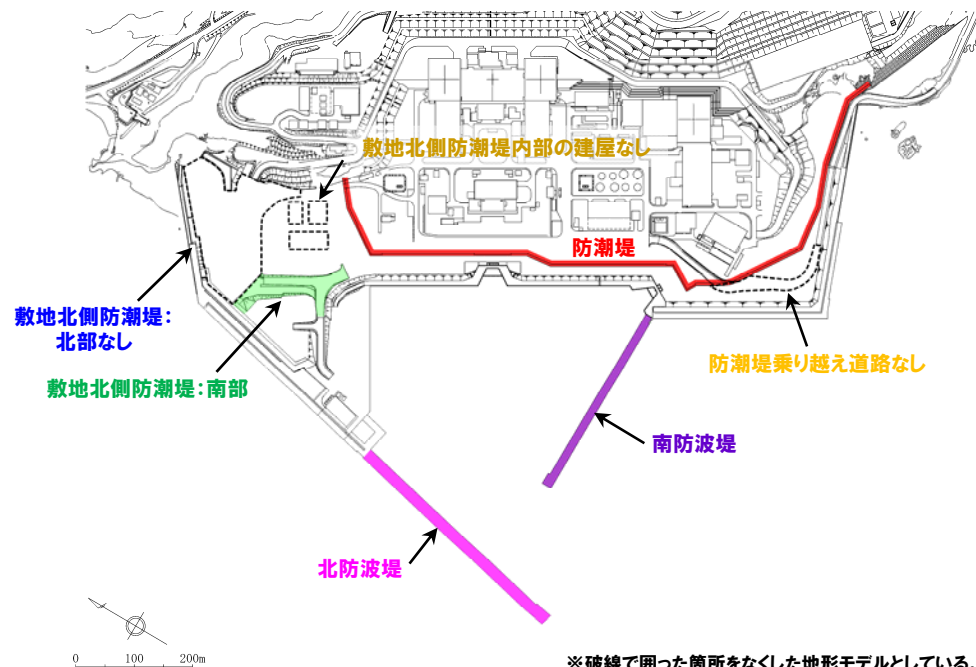 敷地北側防潮堤内部の建屋なし
防潮堤
敷地北側防潮堤:
北部なし
敷地北側防潮堤:南部
防潮堤乗り越え道路なし
南防波堤
北防波堤
0 100 200m
※破線で囲った箇所をなくした地形モデルとしている。